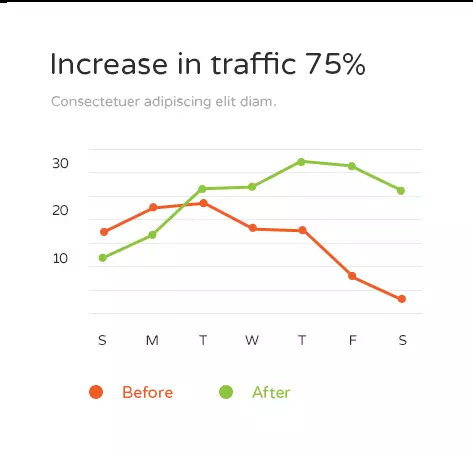 Increase in traffic 75%
Consectetuer adipiscing elit diam.
30
20
10
S M T W T F S
Before After